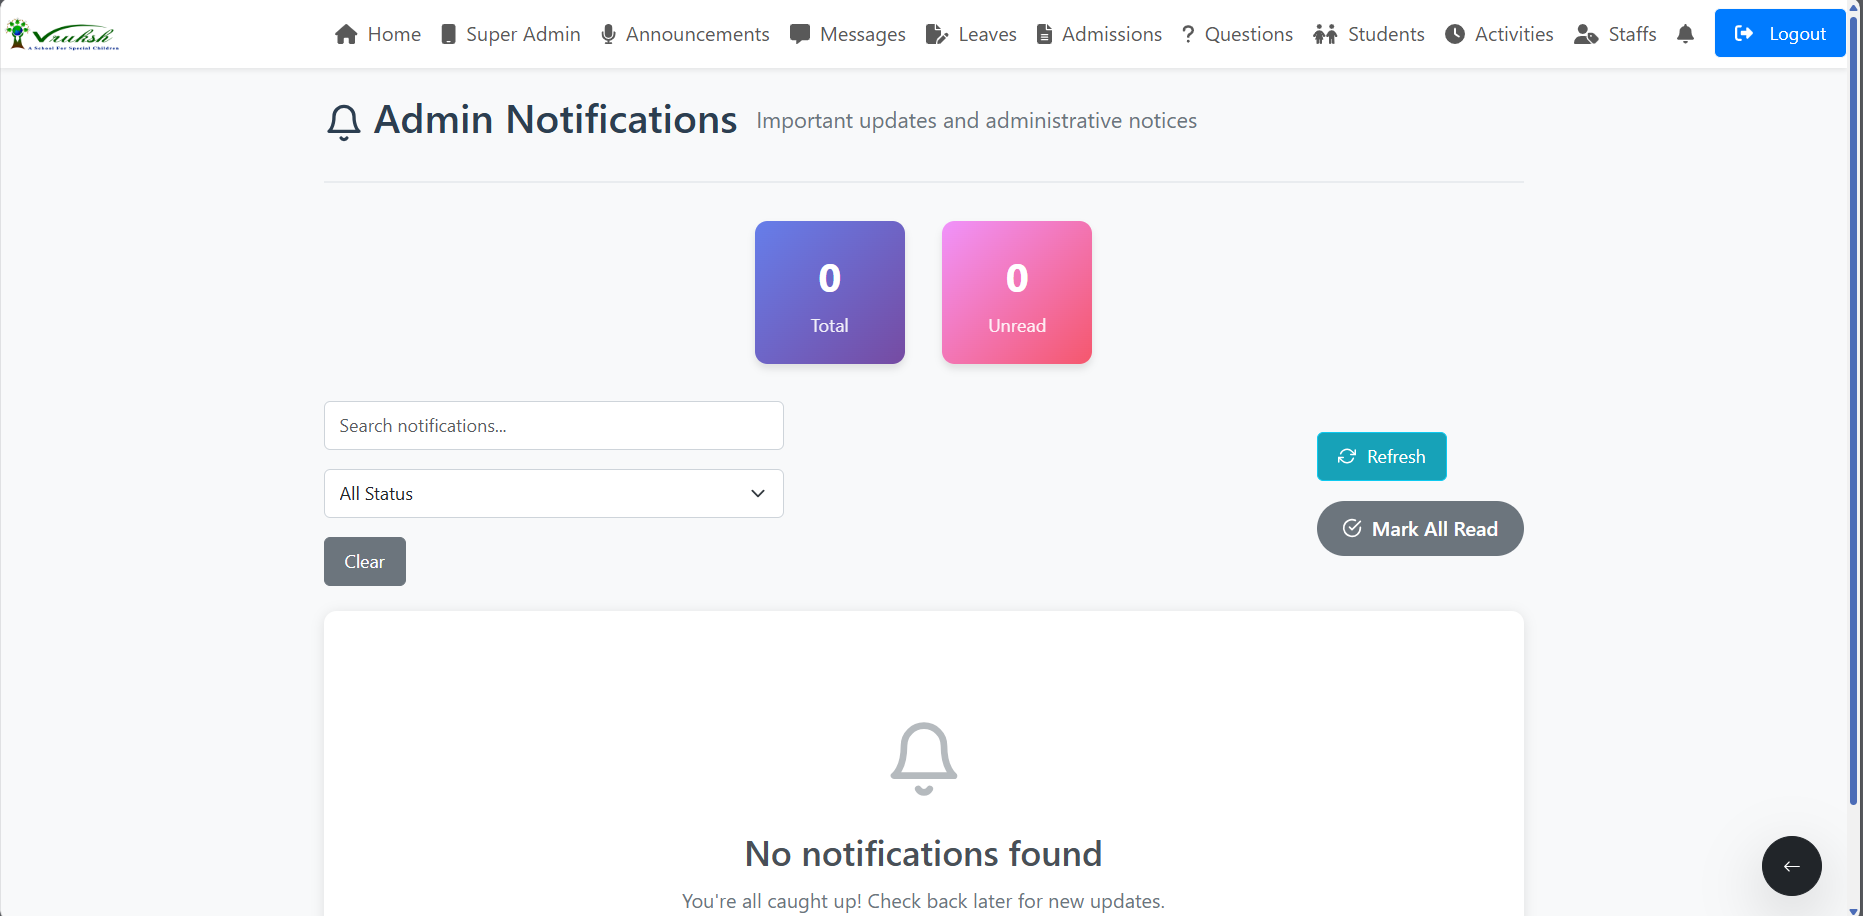 Vruksh
A School For Special Children
Home
Super Admin
Announcements
Messages
Leaves
Admissions
Questions
Students
Activities
Staffs
Logout
Admin Notifications
Important updates and administrative notices
0
Total
0
Unread
Search notifications...
All Status
Clear
Refresh
Mark All Read
No notifications found
You're all caught up! Check back later for new updates.